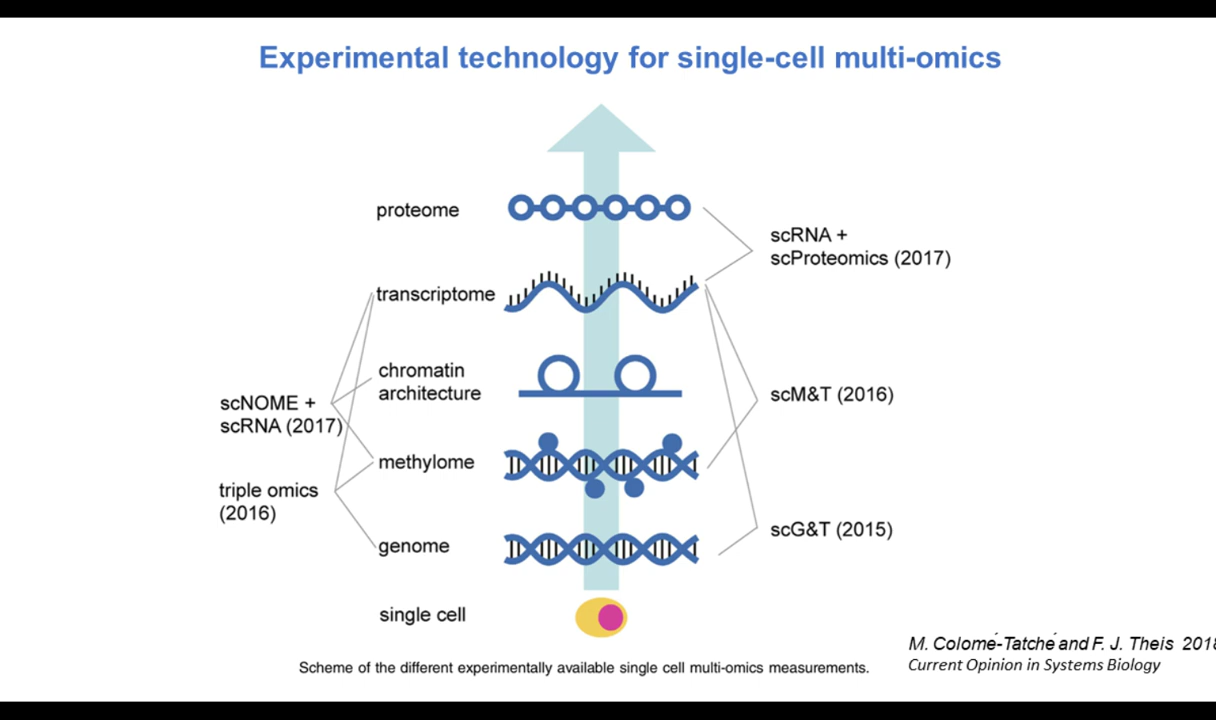 Experimental technology for single-cell multi-omics
proteome
scRNA +
scProteomics (2017)
transcriptome
chromatin
architecture
scNOME +
scRNA (2017)
scM&T (2016)
methylome
triple omics
(2016)
scG&T (2015)
genome
single cell
M. Colomé-Tatché and F. J. Theis 2018
Current Opinion in Systems Biology
Scheme of the different experimentally available single cell multi-omics measurements.